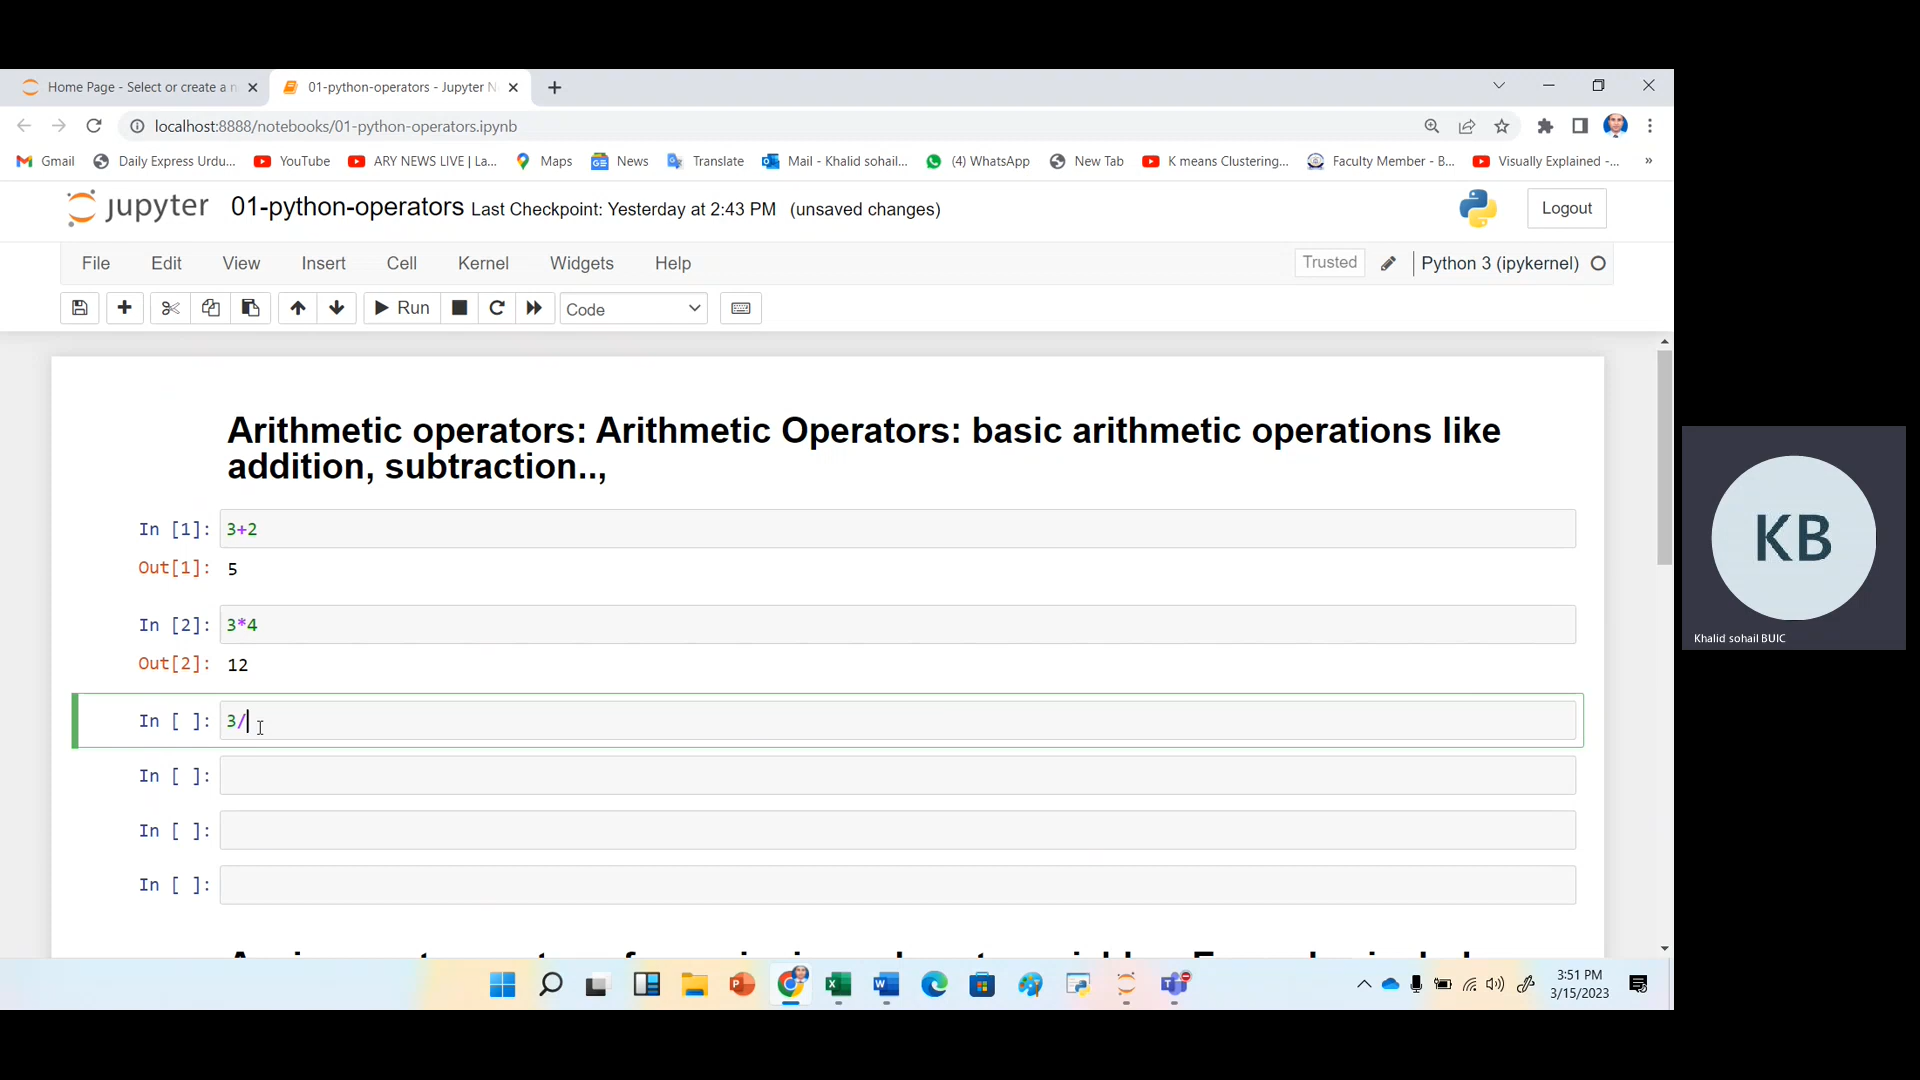 Home Page - Select or create a n
01-python-operators - Jupyter N
localhost:8888/notebooks/01-python-operators.ipynb
Gmail Daily Express Urdu... YouTube ARY NEWS LIVE | La... Maps News Translate Mail - Khalid sohail... (4) WhatsApp New Tab K means Clustering... Faculty Member - B... Visually Explained -... »
jupyter 01-python-operators Last Checkpoint: Yesterday at 2:43 PM (unsaved changes) Logout
File Edit View Insert Cell Kernel Widgets Help Trusted Python 3 (ipykernel)
Run Code
Arithmetic operators: Arithmetic Operators: basic arithmetic operations like
addition, subtraction..,
In [1]: 3+2
Out[1]: 5
In [2]: 3*4
Out[2]: 12
In [ ]: 3/
In [ ]:
In [ ]:
In [ ]:
KB
Khalid sohail BUIC
3:51 PM
3/15/2023